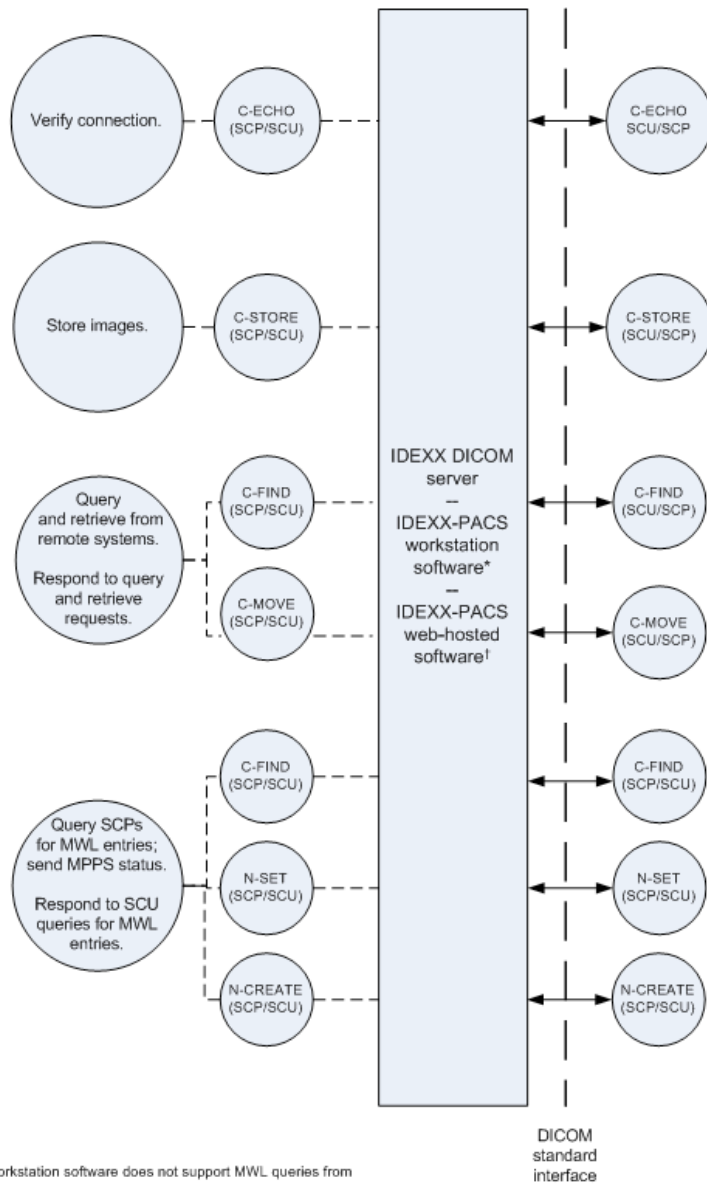 Verify connection.
C-ECHO
(SCP/SCU)
C-ECHO
SCU/SCP
Store images.
C-STORE
(SCP/SCU)
C-STORE
(SCU/SCP)
IDEXX DICOM
server
--
IDEXX-PACS
workstation
software*
--
IDEXX-PACS
web-hosted
software†
Query
and retrieve from
remote systems.
Respond to query
and retrieve
requests.
C-FIND
(SCP/SCU)
C-FIND
(SCU/SCP)
C-MOVE
(SCP/SCU)
C-MOVE
(SCU/SCP)
Query SCPs
for MWL entries;
send MPPS status.
Respond to SCU
queries for MWL
entries.
C-FIND
(SCP/SCU)
C-FIND
(SCP/SCU)
N-SET
(SCP/SCU)
N-SET
(SCP/SCU)
N-CREATE
(SCP/SCU)
N-CREATE
(SCP/SCU)
DICOM
standard
interface
workstation software does not support MWL queries from